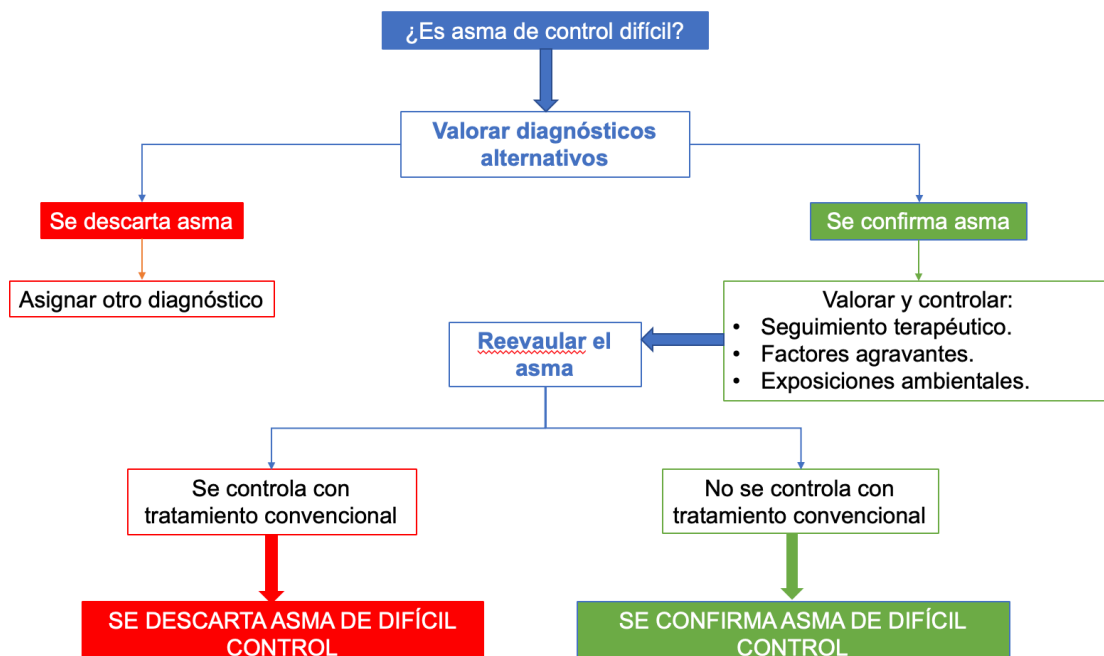 ¿Es asma de control difícil?
Valorar diagnósticos
alternativos
Se descarta asma
Se confirma asma
Asignar otro diagnóstico
Valorar y controlar:
• Seguimiento terapéutico.
• Factores agravantes.
• Exposiciones ambientales.
Reevaular el
asma
Se controla con
tratamiento convencional
No se controla con
tratamiento convencional
SE DESCARTA ASMA DE DIFÍCIL
CONTROL
SE CONFIRMA ASMA DE DIFÍCIL
CONTROL